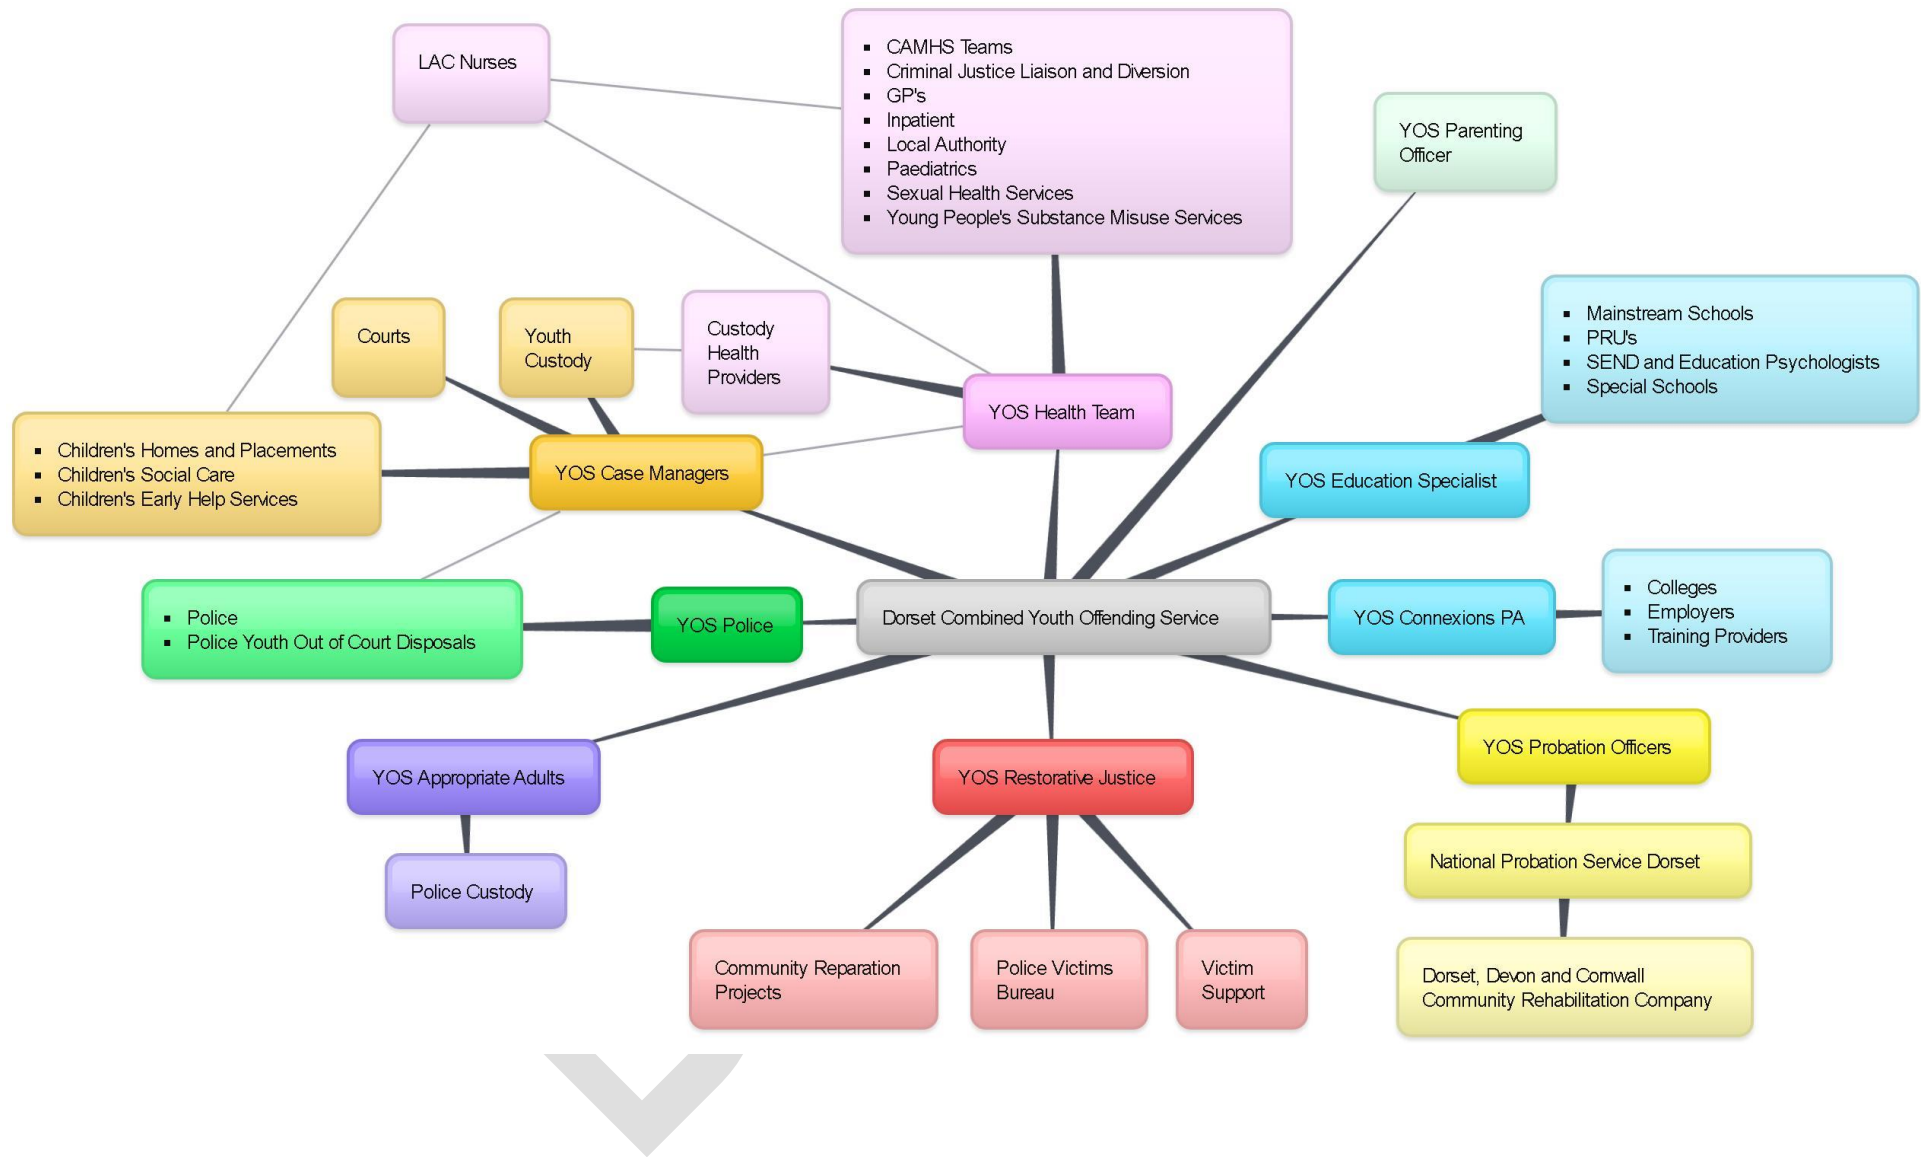 LAC Nurses
CAMHS Teams
Criminal Justice Liaison and Diversion
GP's
Inpatient
Local Authority
Paediatrics
Sexual Health Services
Young People's Substance Misuse Services
YOS Parenting
Officer
Courts
Youth
Custody
Custody
Health
Providers
YOS Health Team
Mainstream Schools
PRU's
SEND and Education Psychologists
Special Schools
Children's Homes and Placements
Children's Social Care
Children's Early Help Services
YOS Case Managers
YOS Education Specialist
Police
Police Youth Out of Court Disposals
YOS Police
Dorset Combined Youth Offending Service
YOS Connexions PA
Colleges
Employers
Training Providers
YOS Appropriate Adults
YOS Restorative Justice
YOS Probation Officers
Police Custody
National Probation Service Dorset
Community Reparation
Projects
Police Victims
Bureau
Victim
Support
Dorset, Devon and Cornwall
Community Rehabilitation Company